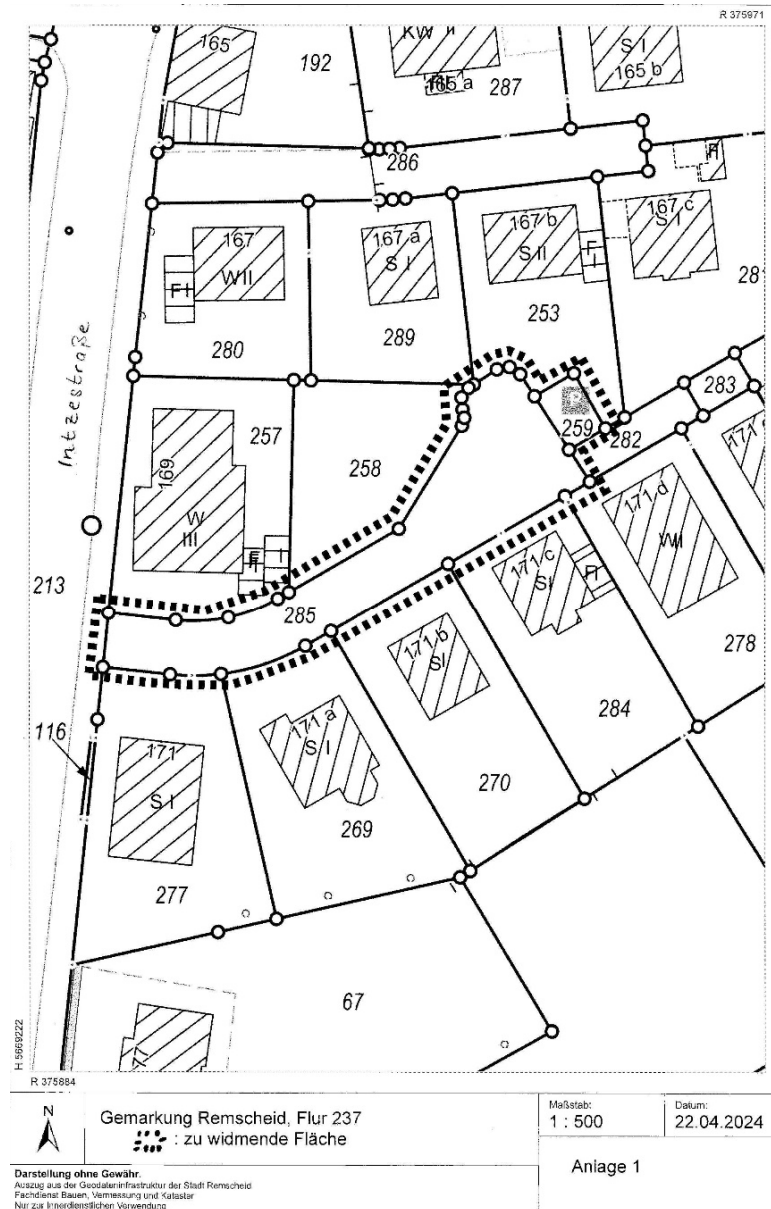 R 375971
165
192
KW II
165 a
287
S I
165 b
286
F
167
W II
F I
280
167 a
S I
289
167 b
S II
F
I
253
167 c
S I
281
Intzestraße
257
258
169
W
III
F
I
I
P
259
282
283
213
285
171 d
W II
171 c
S I
F
I
171 b
S I
278
284
116
171
S I
171 a
S I
270
269
277
67
H 5669222
R 375884
N
Gemarkung Remscheid, Flur 237
: zu widmende Fläche
Maßstab:
1 : 500
Datum:
22.04.2024
Anlage 1
Darstellung ohne Gewähr.
Auszug aus der Geodateninfrastruktur der Stadt Remscheid
Fachdienst Bauen, Vermessung und Kataster
Nur zur innerdienstlichen Verwendung